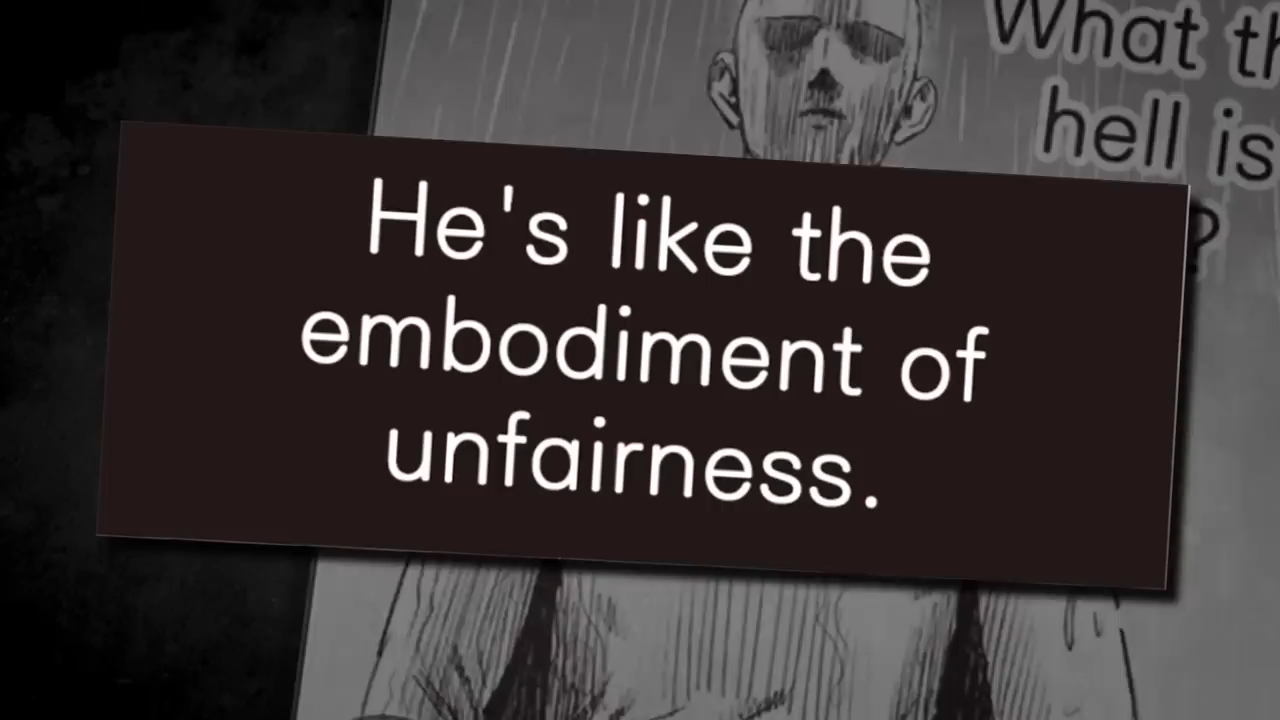 What th
hell is
?
He's like the
embodiment of
unfairness.